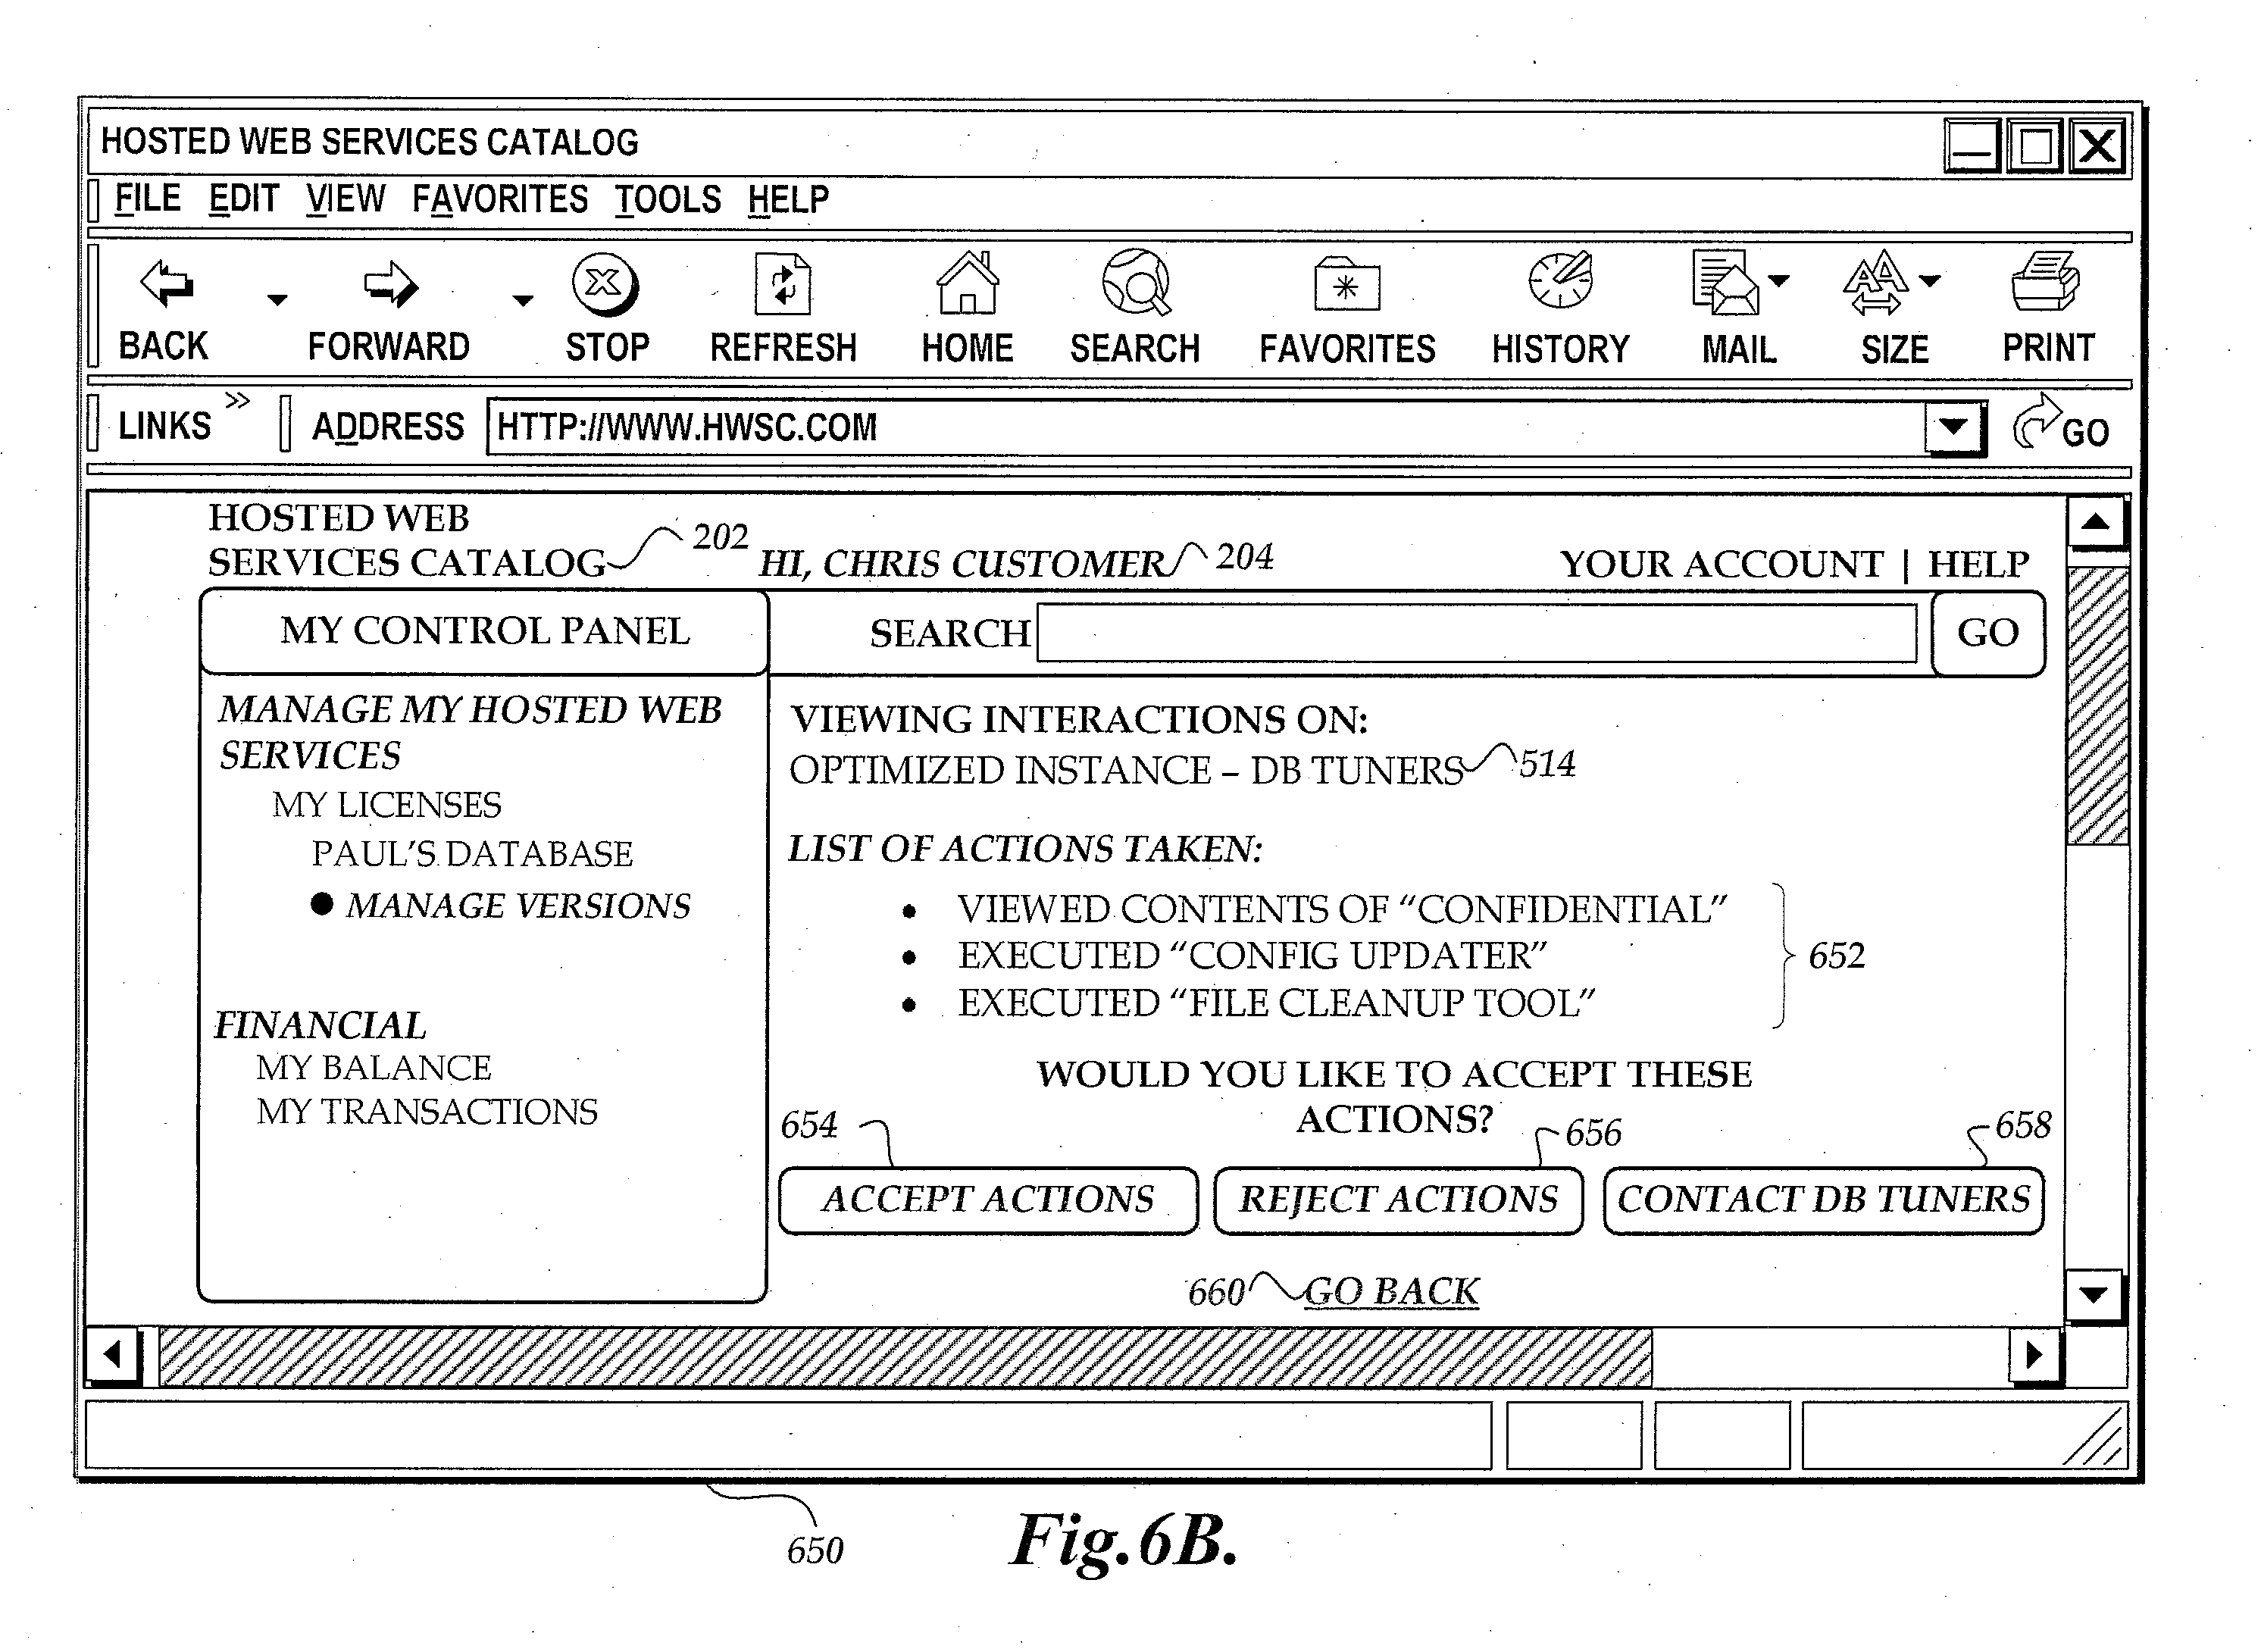 HOSTED WEB SERVICES CATALOG
FILE EDIT VIEW FAVORITES TOOLS HELP
BACK FORWARD STOP REFRESH HOME SEARCH FAVORITES HISTORY MAIL SIZE PRINT
LINKS » ADDRESS HTTP://WWW.HWSC.COM GO
HOSTED WEB
SERVICES CATALOG 202 HI, CHRIS CUSTOMER 204 YOUR ACCOUNT | HELP
MY CONTROL PANEL SEARCH GO
MANAGE MY HOSTED WEB
SERVICES
MY LICENSES
PAUL'S DATABASE
● MANAGE VERSIONS
FINANCIAL
MY BALANCE
MY TRANSACTIONS
VIEWING INTERACTIONS ON:
OPTIMIZED INSTANCE – DB TUNERS 514
LIST OF ACTIONS TAKEN:
• VIEWED CONTENTS OF "CONFIDENTIAL"
• EXECUTED "CONFIG UPDATER" 652
• EXECUTED "FILE CLEANUP TOOL"
WOULD YOU LIKE TO ACCEPT THESE
ACTIONS?
654 656 658
ACCEPT ACTIONS REJECT ACTIONS CONTACT DB TUNERS
660 GO BACK
650
Fig.6B.